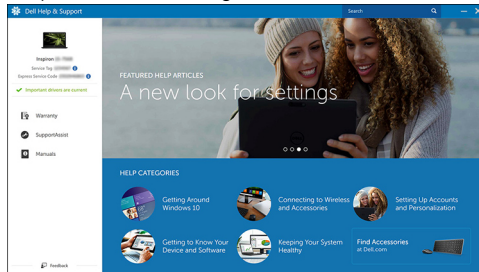 Dell Help & Support
Search
Inspiron
Service Tag
Express Service Code
Important drivers are current
Warranty
SupportAssist
Manuals
Feedback
FEATURED HELP ARTICLES
A new look for settings
HELP CATEGORIES
Getting Around
Windows 10
Connecting to Wireless
and Accessories
Setting Up Accounts
and Personalization
Getting to Know Your
Device and Software
Keeping Your System
Healthy
Find Accessories
at Dell.com